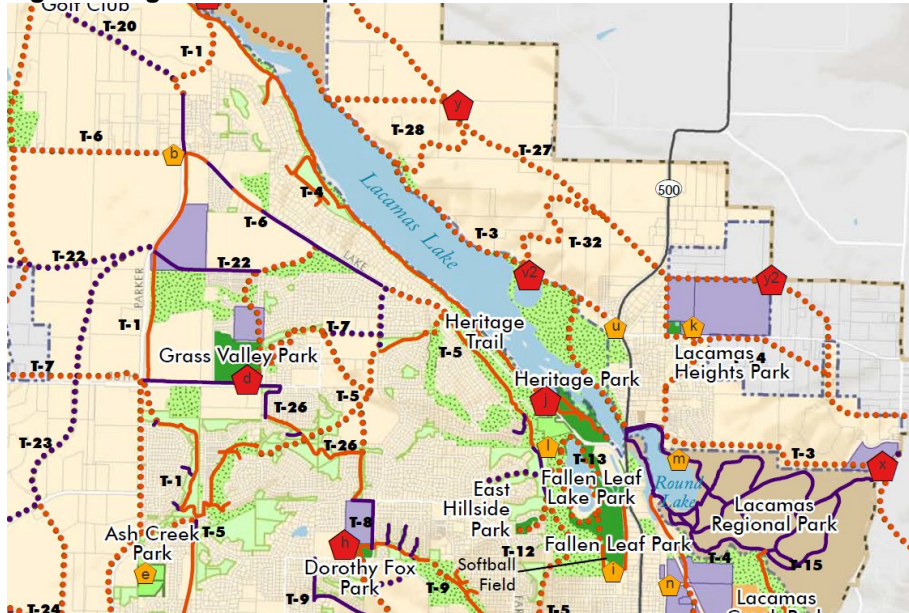 Golf Club
T-20
T-1
y
T-28
T-6
b
T-27
500
T-4
Lacamas Lake
T-6
T-3
T-32
T-22
T-22
LAKE
v2
y2
PARKER
T-1
u
k
T-7
Heritage
Trail
Lacamas
Heights Park
4
Grass Valley Park
T-5
T-7
d
Heritage Park
T-5
j
T-26
T-23
T-26
l
T-13
m
T-3
x
Fallen Leaf
Lake Park
Round
Lake
T-1
East
Hillside
Park
Lacamas
Regional Park
T-8
T-5
Ash Creek
Park
h
T-12
Fallen Leaf Park
T-4
T-15
e
Dorothy Fox
Park
Softball
Field
i
n
T-9
T-9
Lacamas
T-24
T-5